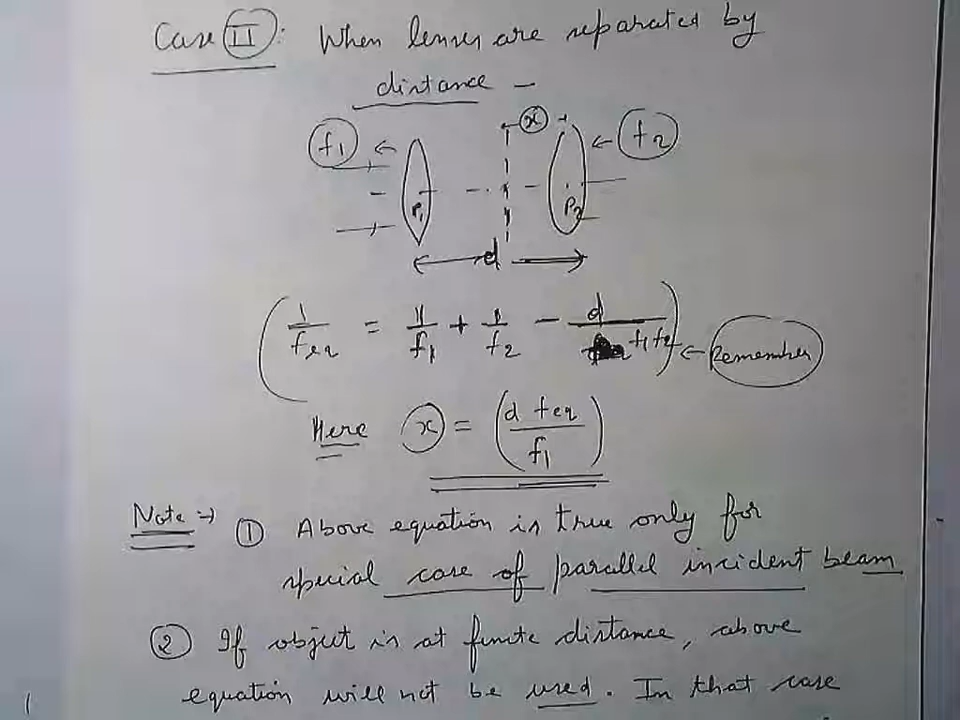 Case II : When lenses are separated by
distance -
x
f1 f2
P1 P2
d
1/feq = 1/f1 + 1/f2 - d/f1f2 ← Remember
Here x = (d feq / f1)
Note :→ ① Above equation is true only for
special case of parallel incident beam
② If object is at finite distance, above
equation will not be used. In that case